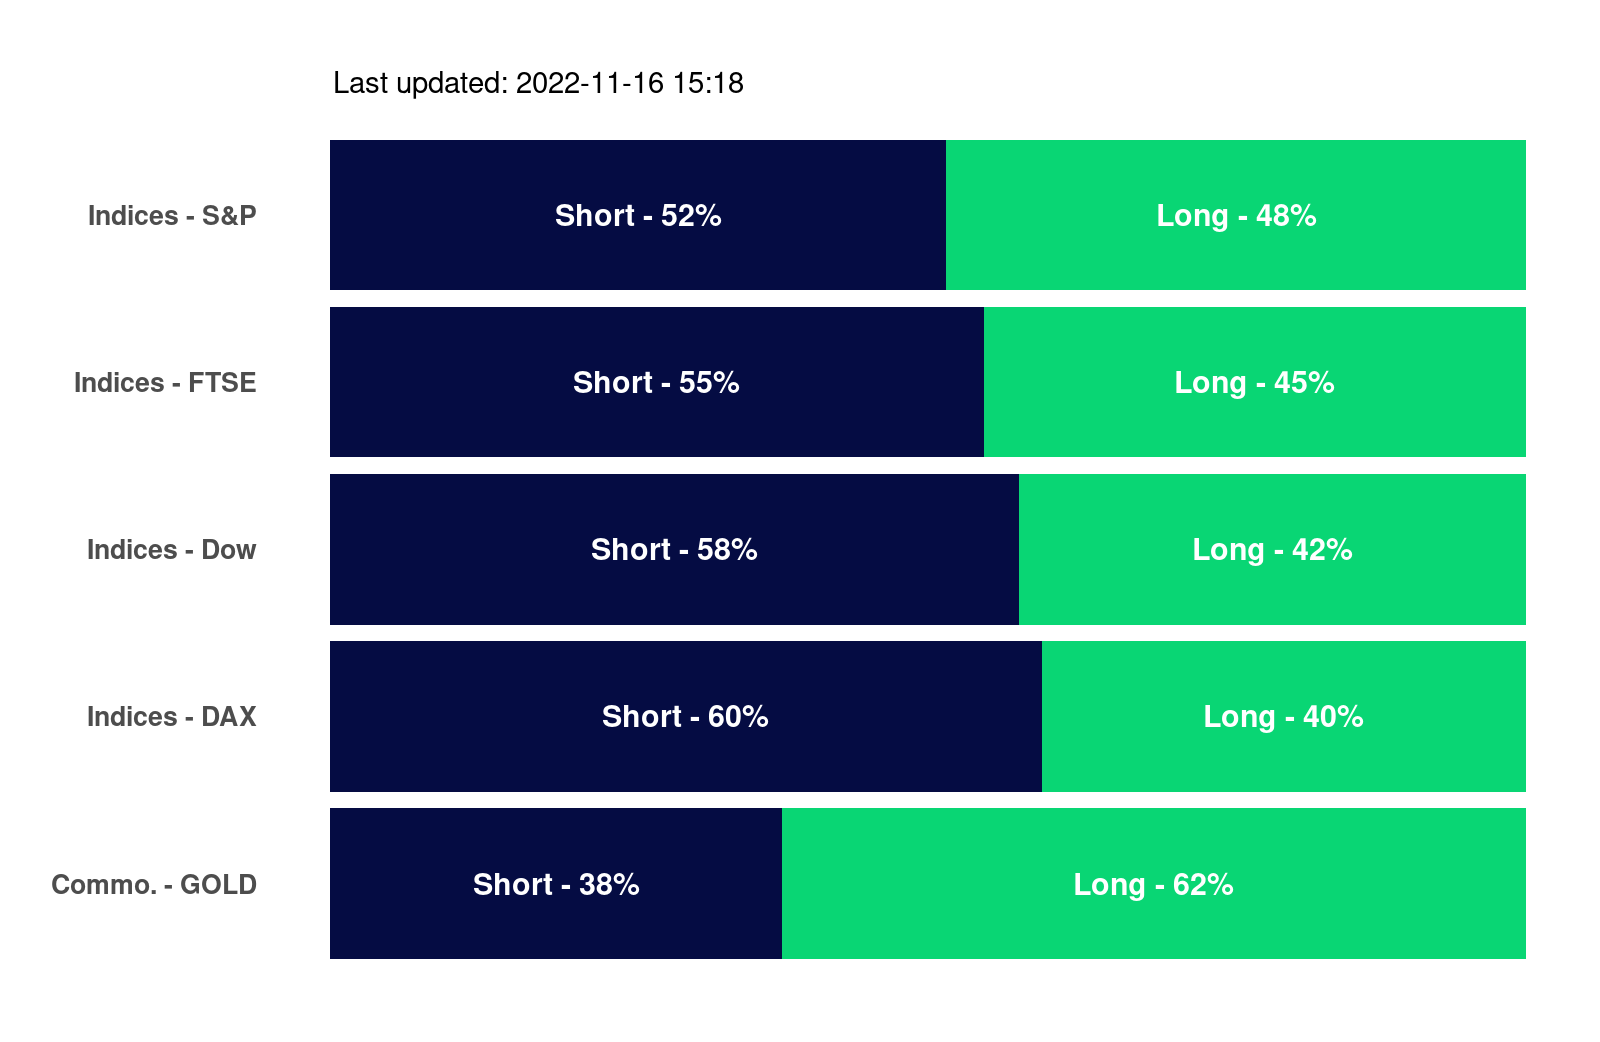 Last updated: 2022-11-16 15:18
Indices - S&P Short - 52% Long - 48%
Indices - FTSE Short - 55% Long - 45%
Indices - Dow Short - 58% Long - 42%
Indices - DAX Short - 60% Long - 40%
Commo. - GOLD Short - 38% Long - 62%